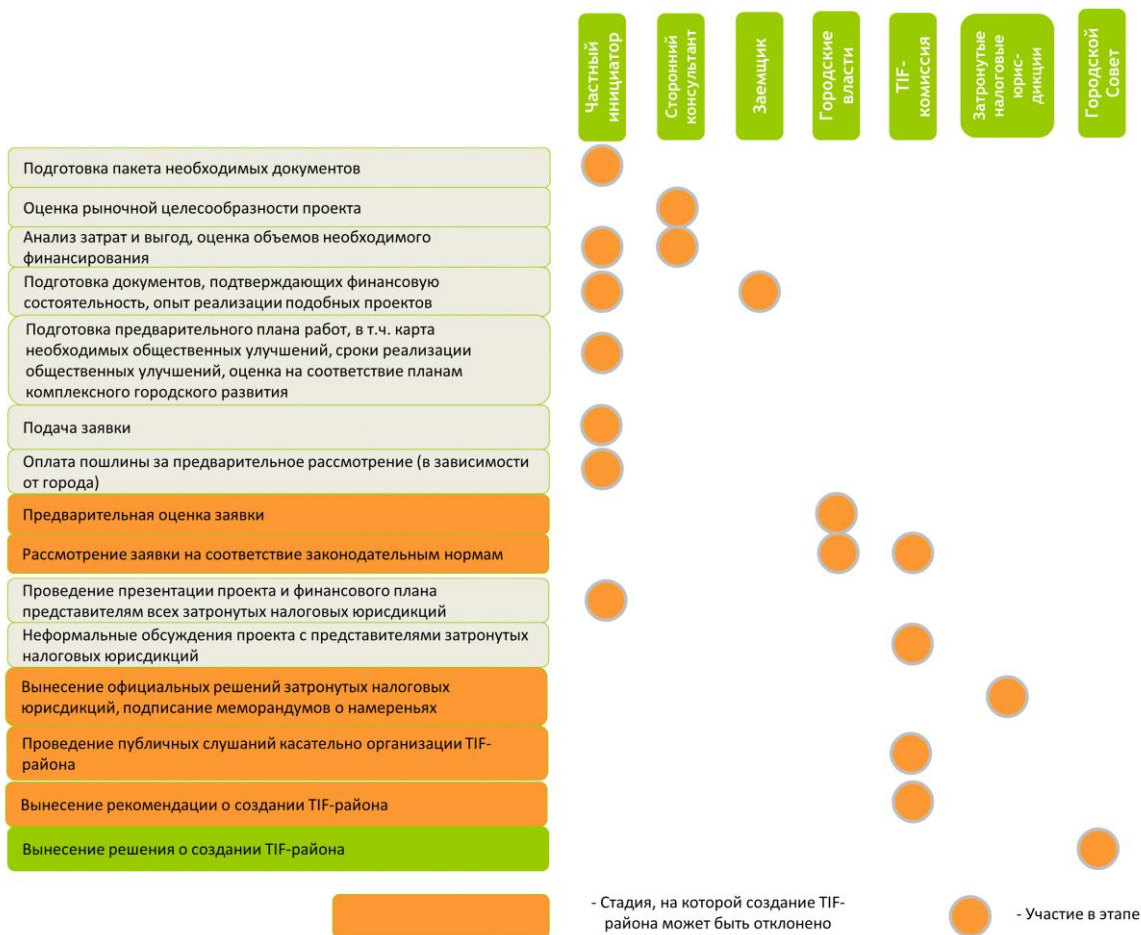 Частный
инициатор
Сторонний
консультант
Заемщик
Городские
власти
TIF-
комиссия
Затронутые
налоговые
юрис-
дикции
Городской
Совет
Подготовка пакета необходимых документов
Оценка рыночной целесообразности проекта
Анализ затрат и выгод, оценка объемов необходимого
финансирования
Подготовка документов, подтверждающих финансовую
состоятельность, опыт реализации подобных проектов
Подготовка предварительного плана работ, в т.ч. карта
необходимых общественных улучшений, сроки реализации
общественных улучшений, оценка на соответствие планам
комплексного городского развития
Подача заявки
Оплата пошлины за предварительное рассмотрение (в зависимости
от города)
Предварительная оценка заявки
Рассмотрение заявки на соответствие законодательным нормам
Проведение презентации проекта и финансового плана
представителям всех затронутых налоговых юрисдикций
Неформальные обсуждения проекта с представителями затронутых
налоговых юрисдикций
Вынесение официальных решений затронутых налоговых
юрисдикций, подписание меморандумов о намереньях
Проведение публичных слушаний касательно организации TIF-
района
Вынесение рекомендации о создании TIF-района
Вынесение решения о создании TIF-района
- Стадия, на которой создание TIF-
района может быть отклонено
- Участие в этапе